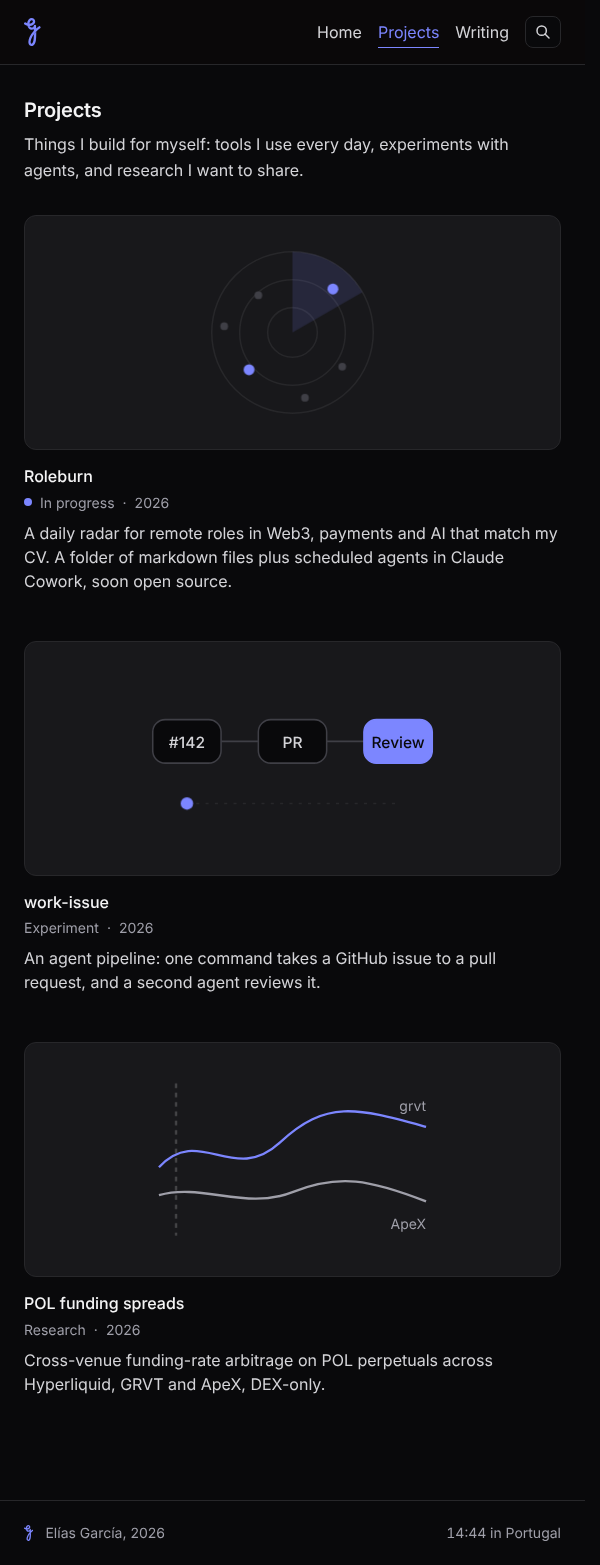 Home Projects Writing
Projects
Things I build for myself: tools I use every day, experiments with
agents, and research I want to share.
Roleburn
In progress · 2026
A daily radar for remote roles in Web3, payments and AI that match my
CV. A folder of markdown files plus scheduled agents in Claude
Cowork, soon open source.
#142 PR Review
work-issue
Experiment · 2026
An agent pipeline: one command takes a GitHub issue to a pull
request, and a second agent reviews it.
grvt
ApeX
POL funding spreads
Research · 2026
Cross-venue funding-rate arbitrage on POL perpetuals across
Hyperliquid, GRVT and ApeX, DEX-only.
Elías García, 2026 14:44 in Portugal